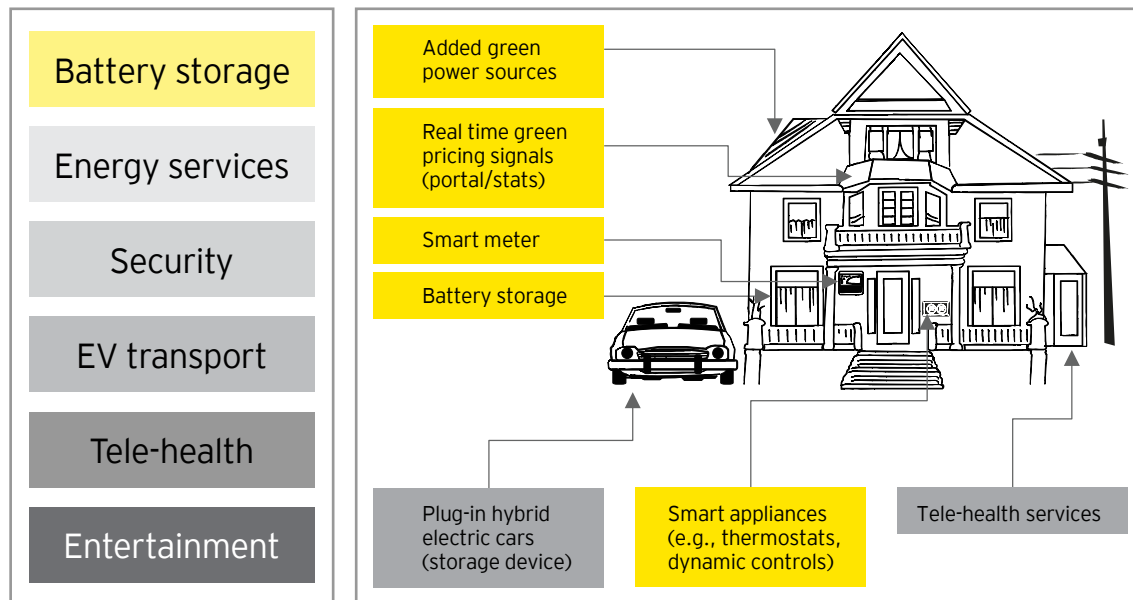 Battery storage
Energy services
Security
EV transport
Tele-health
Entertainment
Added green
power sources
Real time green
pricing signals
(portal/stats)
Smart meter
Battery storage
Plug-in hybrid
electric cars
(storage device)
Smart appliances
(e.g., thermostats,
dynamic controls)
Tele-health services